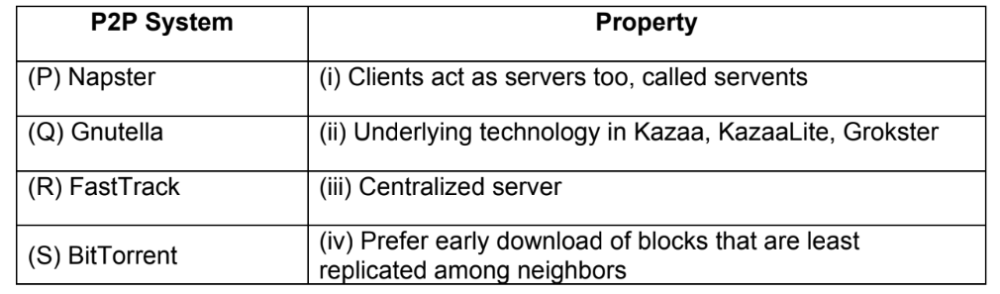 P2P System Property
(P) Napster (i) Clients act as servers too, called servents
(Q) Gnutella (ii) Underlying technology in Kazaa, KazaaLite, Grokster
(R) FastTrack (iii) Centralized server
(S) BitTorrent (iv) Prefer early download of blocks that are least
replicated among neighbors